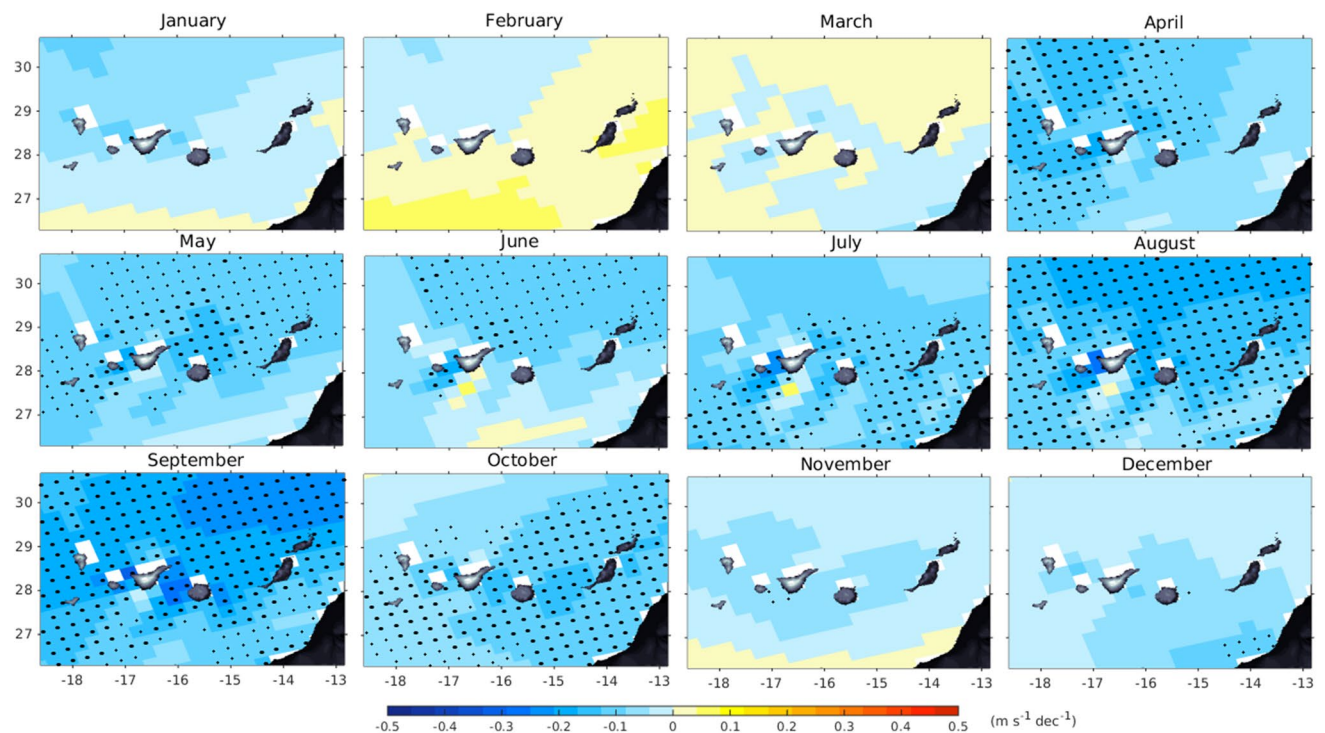 January February March April
30
29
28
27
May June July August
30
29
28
27
September October November December
30
29
28
27
-18 -17 -16 -15 -14 -13 -18 -17 -16 -15 -14 -13 -18 -17 -16 -15 -14 -13 -18 -17 -16 -15 -14 -13
-0.5 -0.4 -0.3 -0.2 -0.1 0 0.1 0.2 0.3 0.4 0.5 (m s⁻¹ dec⁻¹)